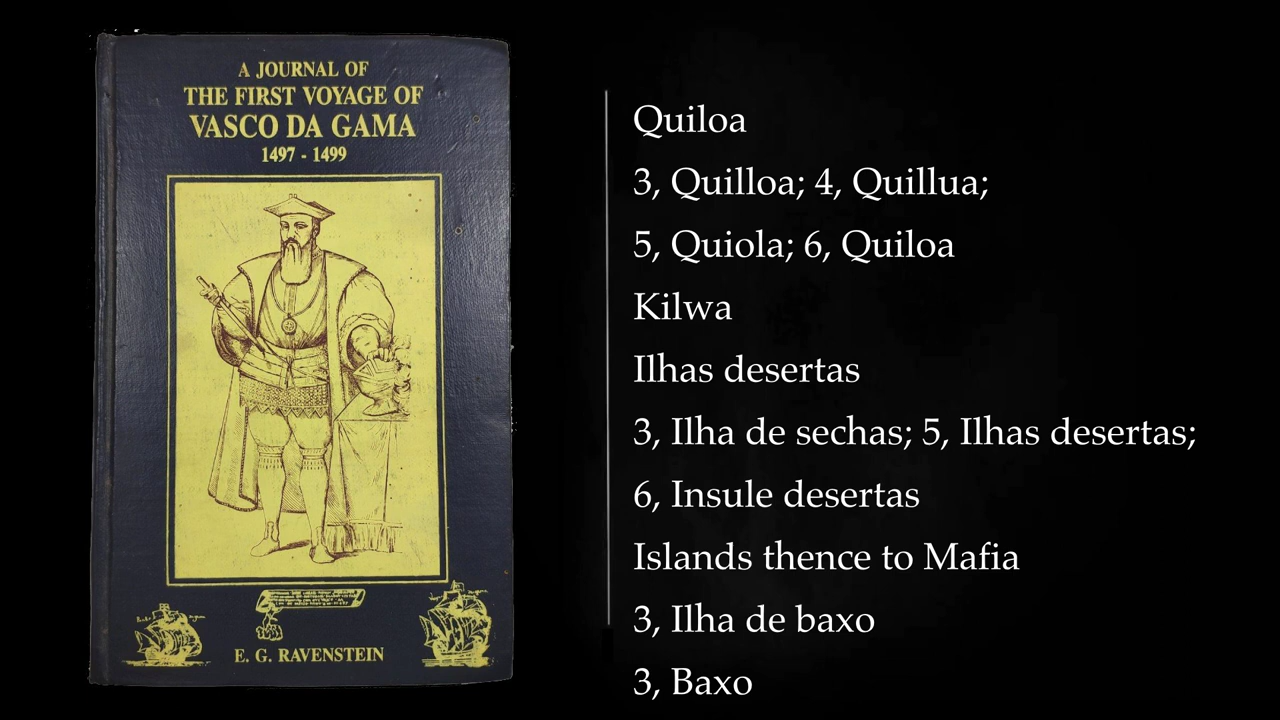 A JOURNAL OF
THE FIRST VOYAGE OF
VASCO DA GAMA
1497 - 1499
E. G. RAVENSTEIN
Quiloa
3, Quilloa; 4, Quillua;
5, Quiola; 6, Quiloa
Kilwa
Ilhas desertas
3, Ilha de sechas; 5, Ilhas desertas;
6, Insule desertas
Islands thence to Mafia
3, Ilha de baxo
3, Baxo